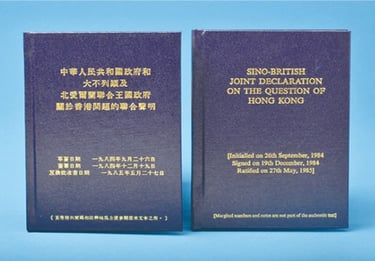 中華人民共和國政府和
大不列顛及
北愛爾蘭聯合王國政府
關於香港問題的聯合聲明
草簽日期 一九八四年九月二十六日
簽署日期 一九八四年十二月十九日
互換批准書日期 一九八五年五月二十七日
SINO-BRITISH
JOINT DECLARATION
ON THE QUESTION OF
HONG KONG
[Initialled on 26th September, 1984
Signed on 19th December, 1984
Ratified on 27th May, 1985]
[Marginal numbers and notes are not part of the authentic text]